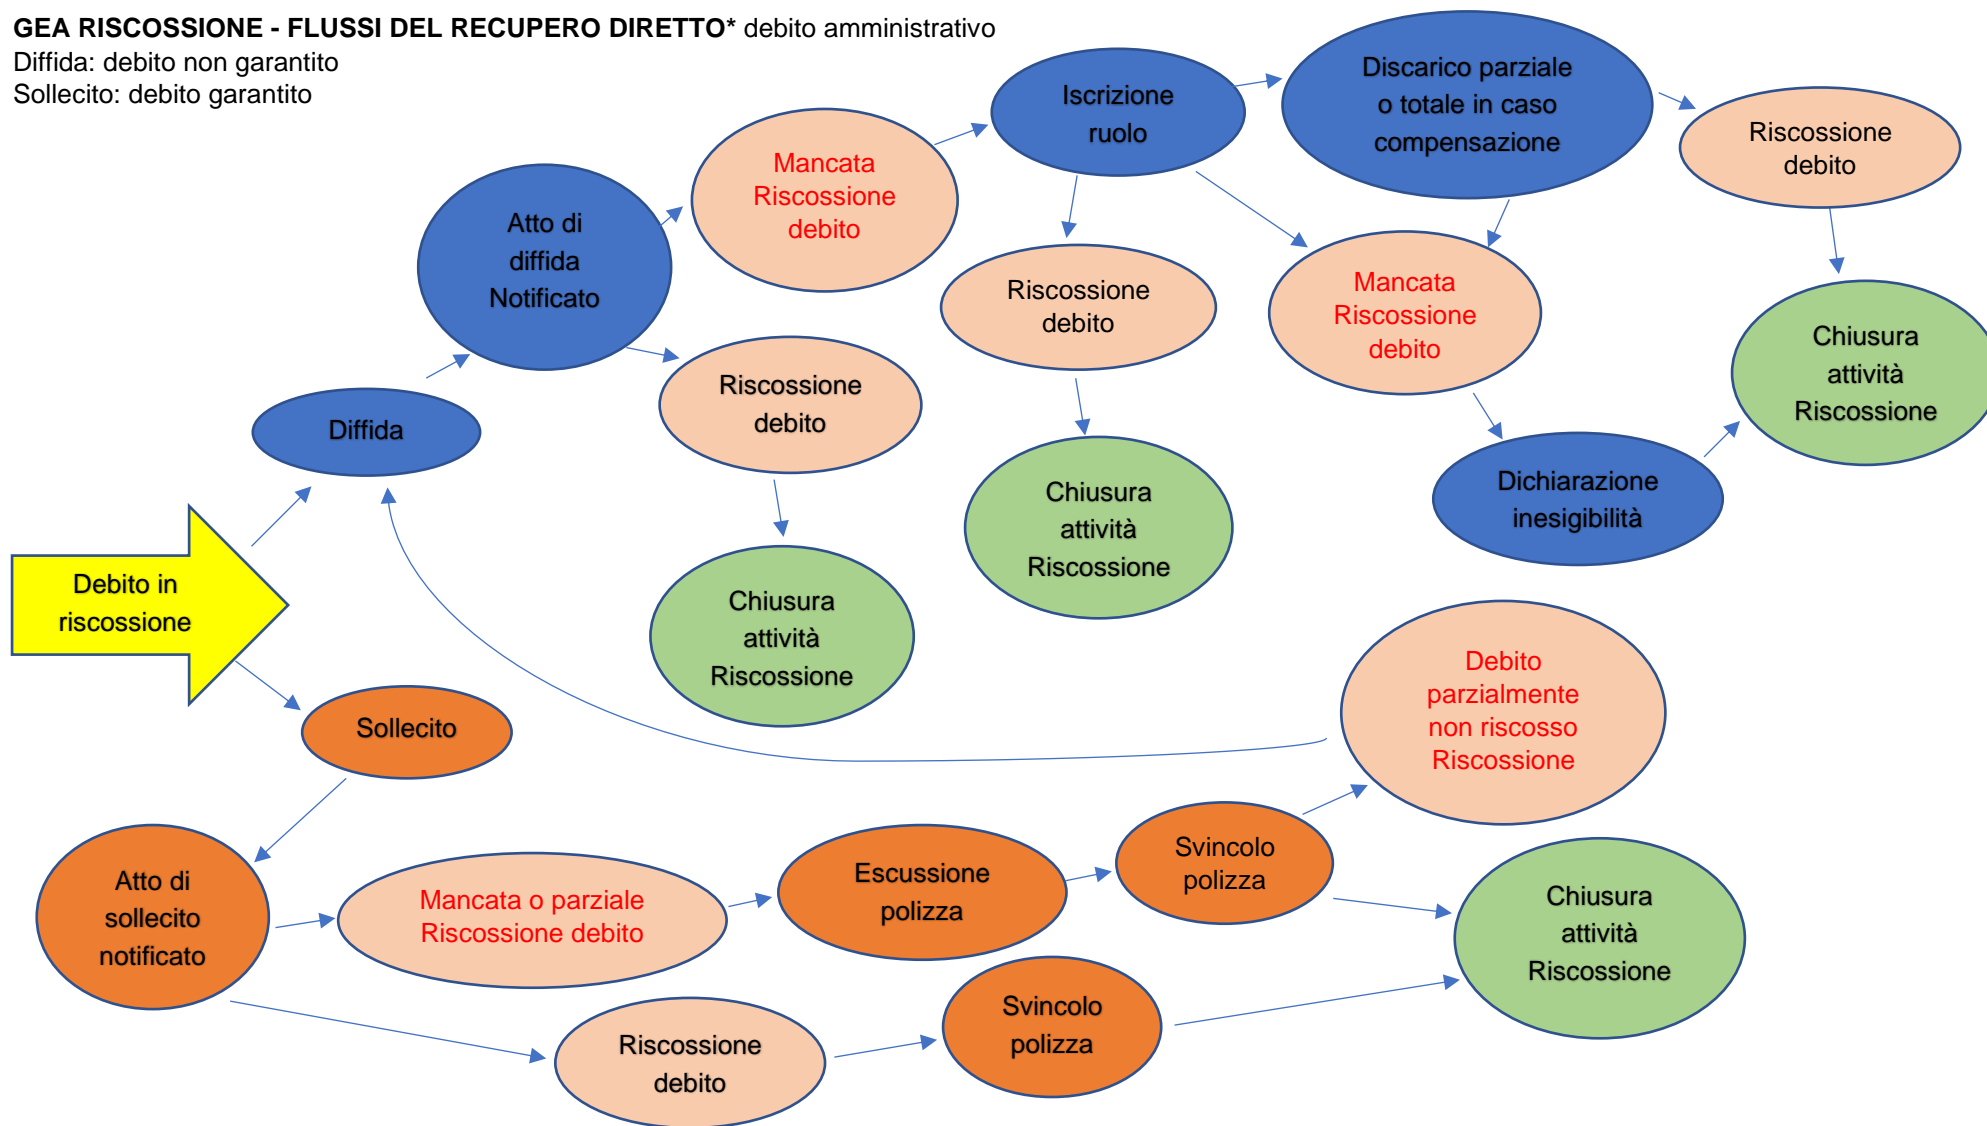 GEA RISCOSSIONE - FLUSSI DEL RECUPERO DIRETTO* debito amministrativo
Diffida: debito non garantito
Sollecito: debito garantito
Debito in
riscossione
Diffida
Atto di
diffida
Notificato
Mancata
Riscossione
debito
Iscrizione
ruolo
Discarico parziale
o totale in caso
compensazione
Riscossione
debito
Chiusura
attività
Riscossione
Riscossione
debito
Chiusura
attività
Riscossione
Riscossione
debito
Chiusura
attività
Riscossione
Mancata
Riscossione
debito
Dichiarazione
inesigibilità
Sollecito
Atto di
sollecito
notificato
Mancata o parziale
Riscossione debito
Escussione
polizza
Svincolo
polizza
Debito
parzialmente
non riscosso
Riscossione
Chiusura
attività
Riscossione
Riscossione
debito
Svincolo
polizza